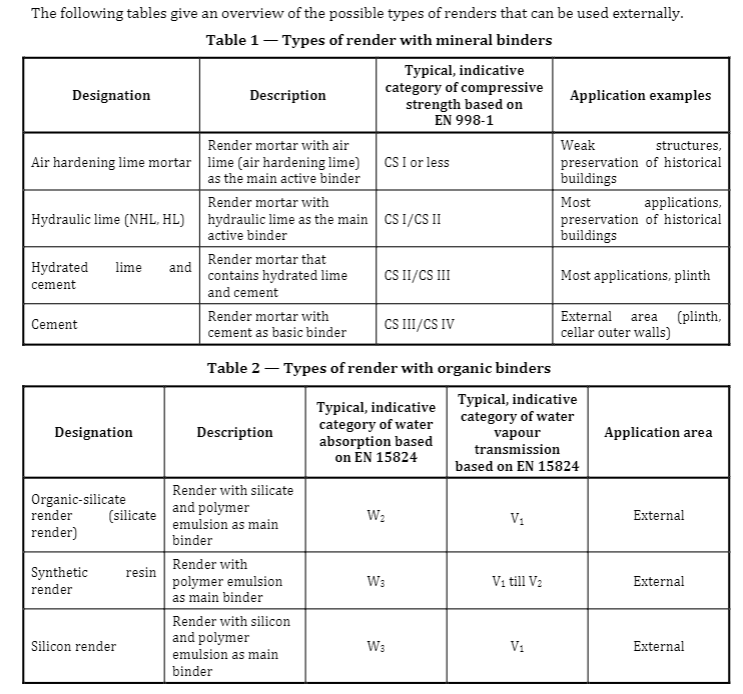 The following tables give an overview of the possible types of renders that can be used externally.
Table 1 — Types of render with mineral binders
Designation
Description
Typical, indicative
category of compressive
strength based on
EN 998-1
Application examples
Air hardening lime mortar
Render mortar with air
lime (air hardening lime)
as the main active binder
CS I or less
Weak structures,
preservation of historical
buildings
Hydraulic lime (NHL, HL)
Render mortar with
hydraulic lime as the main
active binder
CS I/CS II
Most applications,
preservation of historical
buildings
Hydrated lime and
cement
Render mortar that
contains hydrated lime
and cement
CS II/CS III
Most applications, plinth
Cement
Render mortar with
cement as basic binder
CS III/CS IV
External area (plinth,
cellar outer walls)
Table 2 — Types of render with organic binders
Designation
Description
Typical, indicative
category of water
absorption based
on EN 15824
Typical, indicative
category of water
vapour
transmission
based on EN 15824
Application area
Organic-silicate
render (silicate
render)
Render with silicate
and polymer
emulsion as main
binder
W₂
V₁
External
Synthetic resin
render
Render with
polymer emulsion
as main binder
W₃
V₁ till V₂
External
Silicon render
Render with silicon
and polymer
emulsion as main
binder
W₃
V₁
External